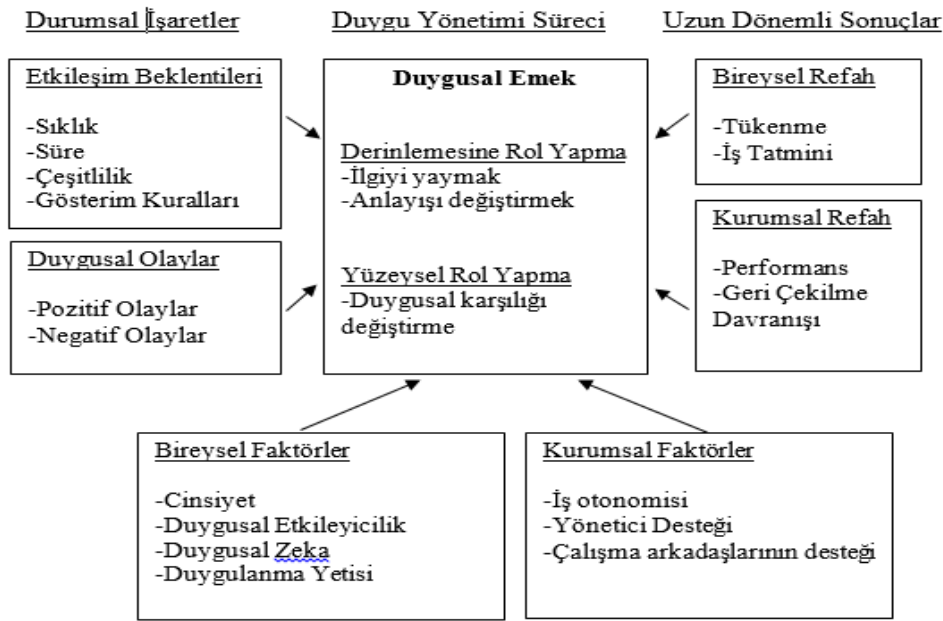 Durumsal İşaretler
Duygu Yönetimi Süreci
Uzun Dönemli Sonuçlar
Etkileşim Beklentileri
-Sıklık
-Süre
-Çeşitlilik
-Gösterim Kuralları
Duygusal Olaylar
-Pozitif Olaylar
-Negatif Olaylar
Duygusal Emek
Derinlemesine Rol Yapma
-İlgiyi yaymak
-Anlayışı değiştirmek
Yüzeysel Rol Yapma
-Duygusal karşılığı
değiştirme
Bireysel Refah
-Tükenme
-İş Tatmini
Kurumsal Refah
-Performans
-Geri Çekilme
Davranışı
Bireysel Faktörler
-Cinsiyet
-Duygusal Etkileyicilik
-Duygusal Zeka
-Duygulanma Yetisi
Kurumsal Faktörler
-İş otonomisi
-Yönetici Desteği
-Çalışma arkadaşlarının desteği